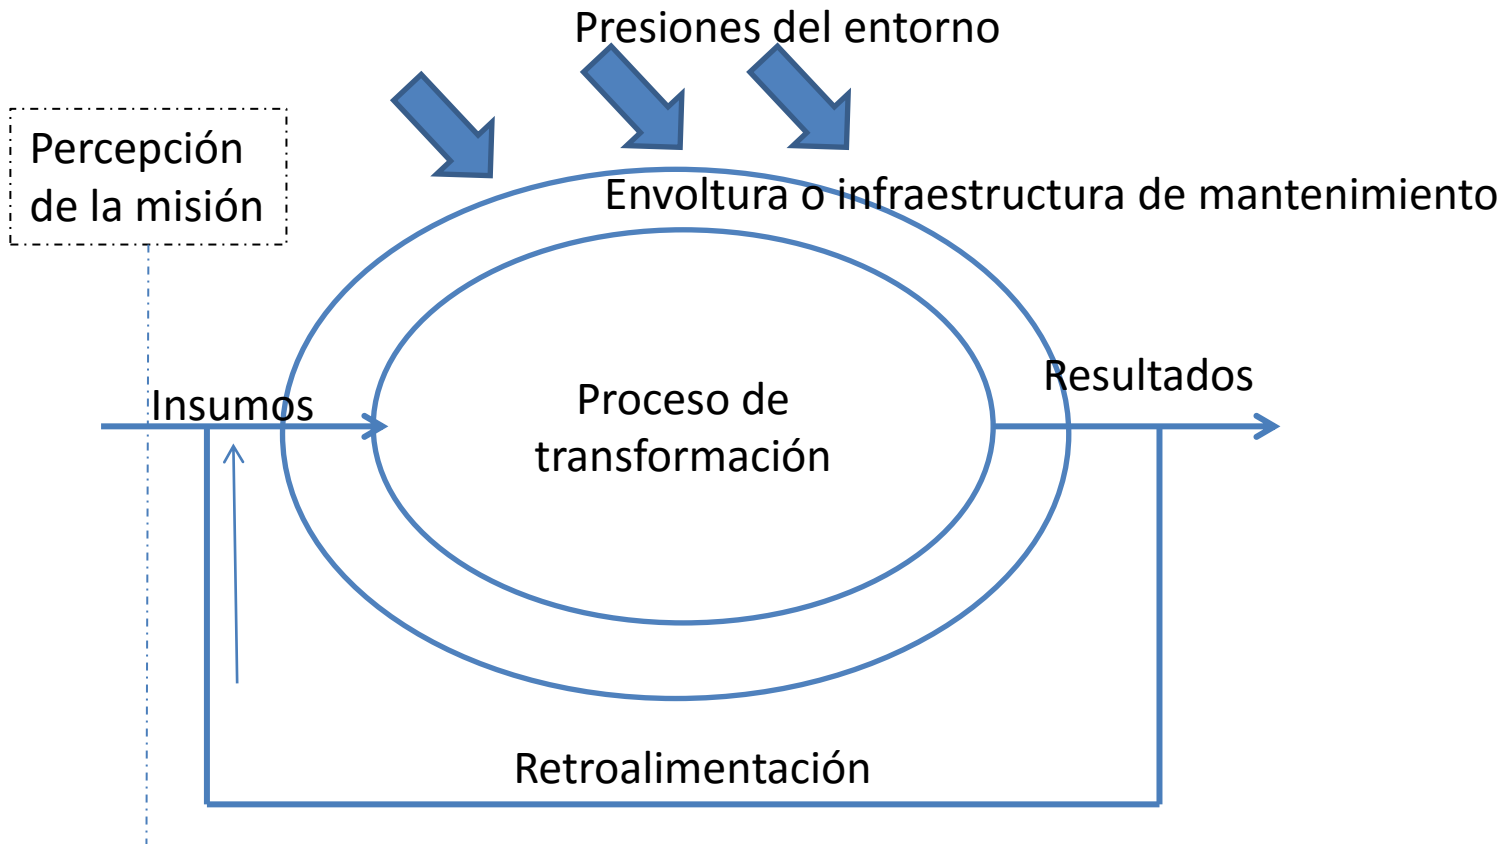 Presiones del entorno
Percepción
de la misión
Envoltura o infraestructura de mantenimiento
Insumos
Proceso de
transformación
Resultados
Retroalimentación